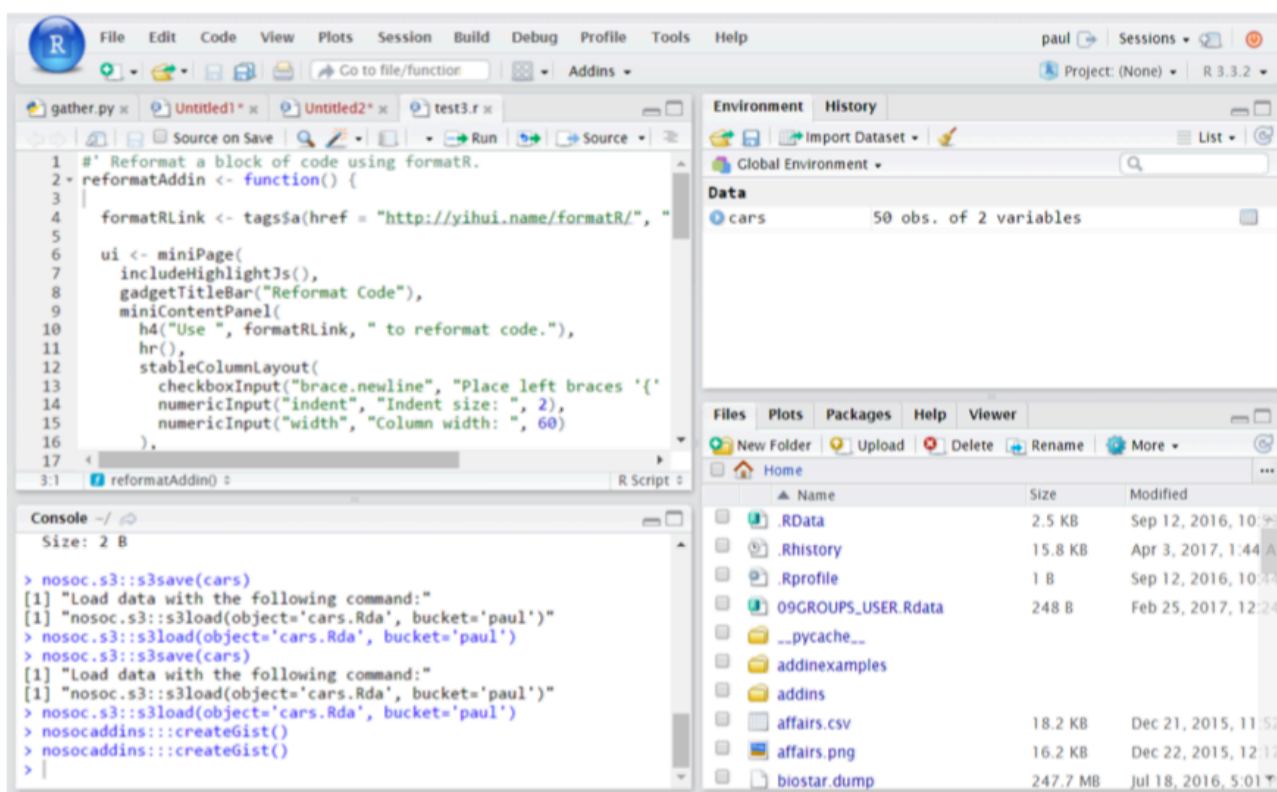 R File Edit Code View Plots Session Build Debug Profile Tools Help paul Sessions
Go to file/function Addins Project: (None) R 3.3.2
gather.py Untitled1* Untitled2* test3.r
Source on Save Run Source
1 #' Reformat a block of code using formatR.
2 reformatAddin <- function() {
3
4 formatRLink <- tags$a(href = "http://yihui.name/formatR/", "
5
6 ui <- miniPage(
7 includeHighlightJs(),
8 gadgetTitleBar("Reformat Code"),
9 miniContentPanel(
10 h4("Use ", formatRLink, " to reformat code."),
11 hr(),
12 stableColumnLayout(
13 checkboxInput("brace.newline", "Place left braces '{'
14 numericInput("indent", "Indent size: ", 2),
15 numericInput("width", "Column width: ", 60)
16 ),
17
3:1 reformatAddin() R Script
Console ~/
Size: 2 B
> nosoc.s3::s3save(cars)
[1] "Load data with the following command:"
[1] "nosoc.s3::s3load(object='cars.Rda', bucket='paul')"
> nosoc.s3::s3load(object='cars.Rda', bucket='paul')
> nosoc.s3::s3save(cars)
[1] "Load data with the following command:"
[1] "nosoc.s3::s3load(object='cars.Rda', bucket='paul')"
> nosoc.s3::s3load(object='cars.Rda', bucket='paul')
> nosocaddins:::createGist()
> nosocaddins:::createGist()
>
Environment History
Import Dataset List
Global Environment
Data
cars 50 obs. of 2 variables
Files Plots Packages Help Viewer
New Folder Upload Delete Rename More
Home
Name Size Modified
.RData 2.5 KB Sep 12, 2016, 10:
.Rhistory 15.8 KB Apr 3, 2017, 1:44 A
.Rprofile 1 B Sep 12, 2016, 10:44
09GROUPS_USER.Rdata 248 B Feb 25, 2017, 12:24
__pycache__
addinexamples
addins
affairs.csv 18.2 KB Dec 21, 2015, 11:52
affairs.png 16.2 KB Dec 22, 2015, 12:1
biostar.dump 247.7 MB Jul 18, 2016, 5:01